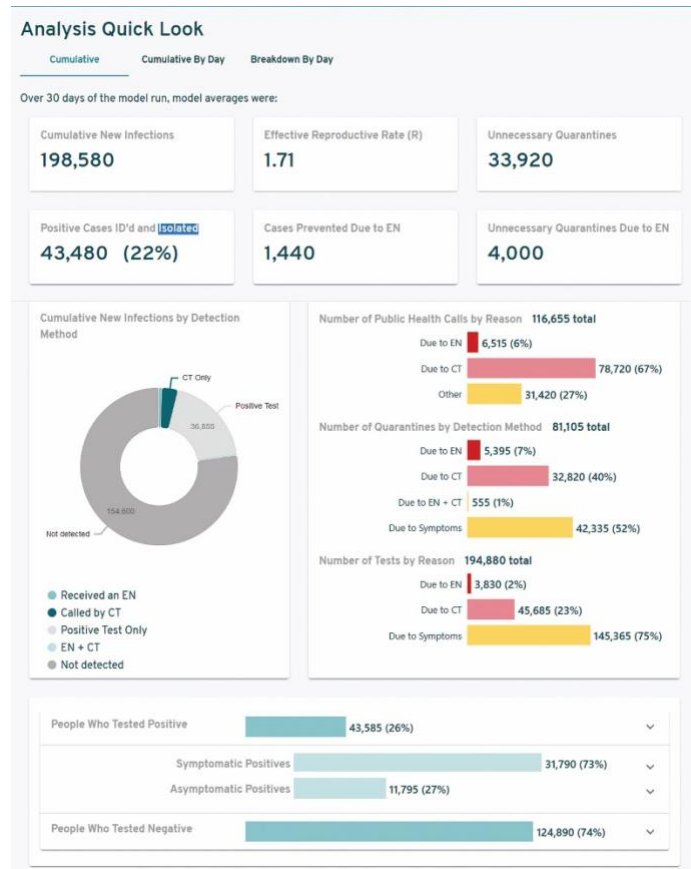 Analysis Quick Look
Cumulative Cumulative By Day Breakdown By Day
Over 30 days of the model run, model averages were:
Cumulative New Infections
198,580
Effective Reproductive Rate (R)
1.71
Unnecessary Quarantines
33,920
Positive Cases ID'd and Isolated
43,480 (22%)
Cases Prevented Due to EN
1,440
Unnecessary Quarantines Due to EN
4,000
Cumulative New Infections by Detection
Method
CT Only
Positive Test
36,855
154,600
Not detected
Received an EN
Called by CT
Positive Test Only
EN + CT
Not detected
Number of Public Health Calls by Reason 116,655 total
Due to EN 6,515 (6%)
Due to CT 78,720 (67%)
Other 31,420 (27%)
Number of Quarantines by Detection Method 81,105 total
Due to EN 5,395 (7%)
Due to CT 32,820 (40%)
Due to EN + CT 555 (1%)
Due to Symptoms 42,335 (52%)
Number of Tests by Reason 194,880 total
Due to EN 3,830 (2%)
Due to CT 45,685 (23%)
Due to Symptoms 145,365 (75%)
People Who Tested Positive 43,585 (26%)
Symptomatic Positives 31,790 (73%)
Asymptomatic Positives 11,795 (27%)
People Who Tested Negative 124,890 (74%)